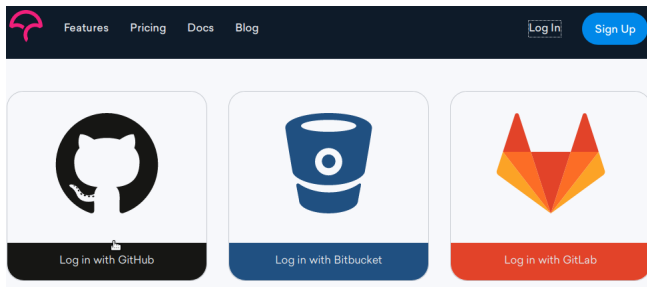 Features Pricing Docs Blog Log In Sign Up
Log in with GitHub Log in with Bitbucket Log in with GitLab